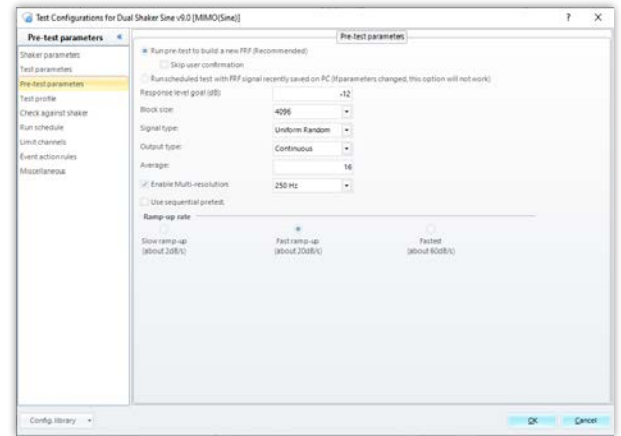 Test Configurations for Dual Shaker Sine v9.0 [MIMO(Sine)]
? X
Pre-test parameters «
Shaker parameters
Test parameters
Pre-test parameters
Test profile
Check against shaker
Run schedule
Limit channels
Event action rules
Miscellaneous
Pre-test parameters
Run pre-test to build a new FRF (Recommended)
Skip user confirmation
Run scheduled test with FRF signal recently saved on PC (If parameters changed, this option will not work)
Response level goal (dB): -12
Block size: 4096
Signal type: Uniform Random
Output type: Continuous
Average: 16
Enable Multi-resolution: 250 Hz
Use sequential pretest
Ramp-up rate
Slow ramp-up Fast ramp-up Fastest
(about 2dB/s) (about 20dB/s) (about 60dB/s)
Config. library OK Cancel